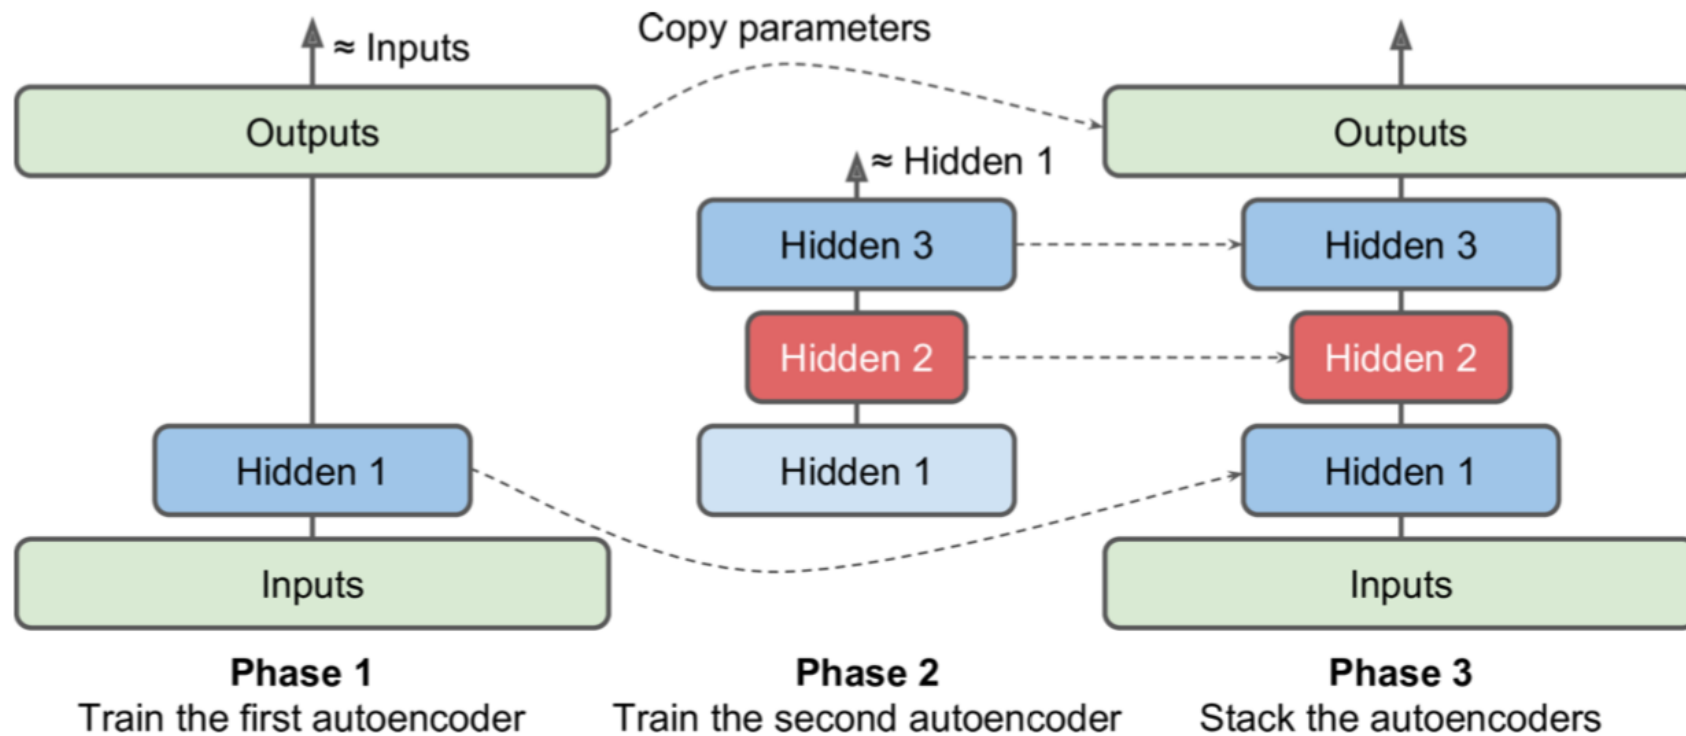 ≈ Inputs
Outputs
Hidden 1
Inputs
Phase 1
Train the first autoencoder
Copy parameters
≈ Hidden 1
Hidden 3
Hidden 2
Hidden 1
Phase 2
Train the second autoencoder
Outputs
Hidden 3
Hidden 2
Hidden 1
Inputs
Phase 3
Stack the autoencoders